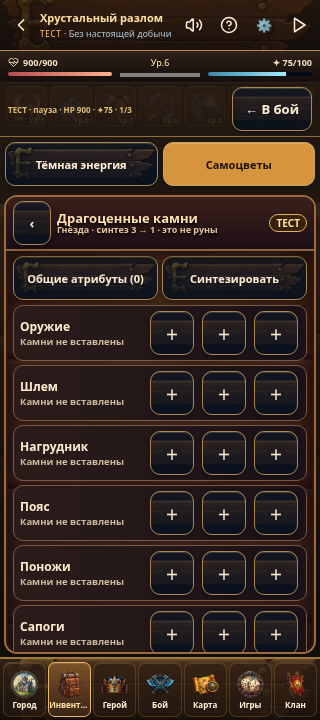 Хрустальный разлом
ТЕСТ · Без настоящей добычи
900/900
Ур.6
✦ 75/100
ТЕСТ · пауза · HP 900 · ✦75 · 1/3
← В бой
Тёмная энергия
Самоцветы
‹
Драгоценные камни
Гнёзда · синтез 3 → 1 · это не руны
ТЕСТ
Общие атрибуты (0)
Синтезировать
Оружие
Камни не вставлены
+ + +
Шлем
Камни не вставлены
+ + +
Нагрудник
Камни не вставлены
+ + +
Пояс
Камни не вставлены
+ + +
Поножи
Камни не вставлены
+ + +
Сапоги
Камни не вставлены
+ + +
Город
Инвент...
Герой
Бой
Карта
Игры
Клан